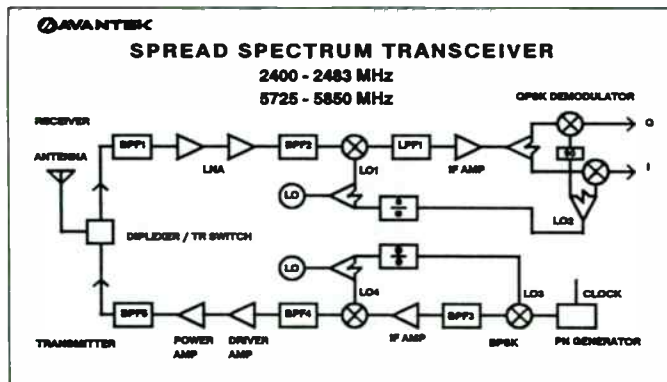 AVANTEK
SPREAD SPECTRUM TRANSCEIVER
2400 - 2483 MHz
5725 - 5850 MHz
QPSK DEMODULATOR
RECEIVER
ANTENNA
BPF1
LNA
BPF2
LO1
LPF1
IF AMP
Q
I
LO
÷
LO2
DIPLEXER / TR SWITCH
LO
÷
LO4
LO3
CLOCK
BPF5
POWER AMP
DRIVER AMP
BPF4
IF AMP
BPF3
BPSK
PN GENERATOR
TRANSMITTER